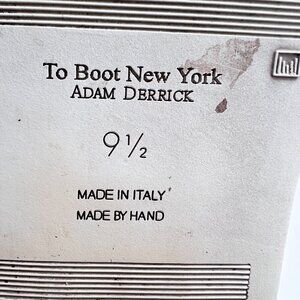 To Boot New York
ADAM DERRICK
9½
MADE IN ITALY
MADE BY HAND